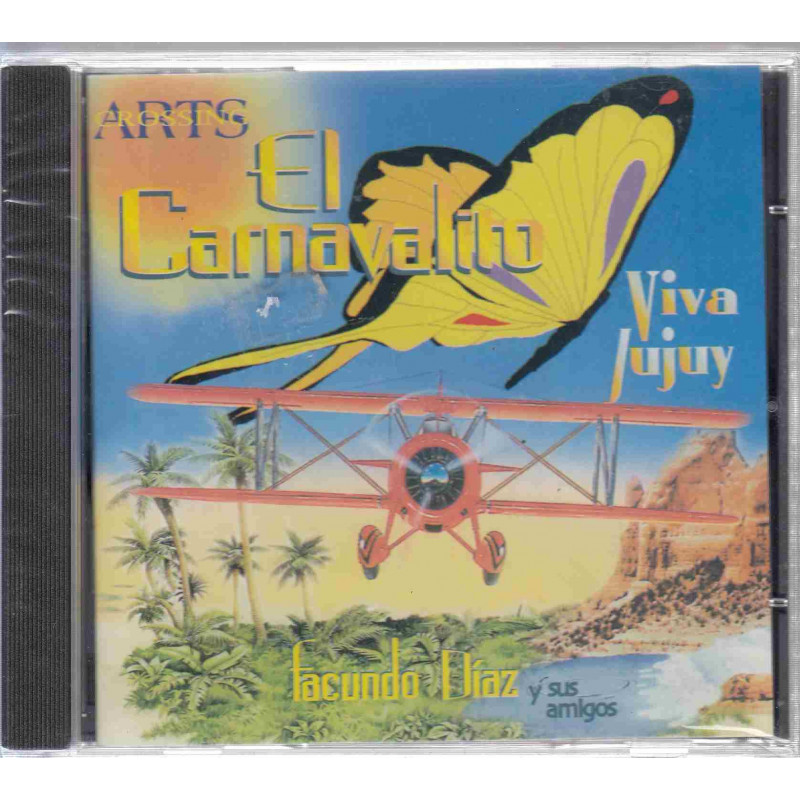 CROSSING
ARTS
El
Carnavalito
Viva
Jujuy
facundo Díaz
y sus
amigos